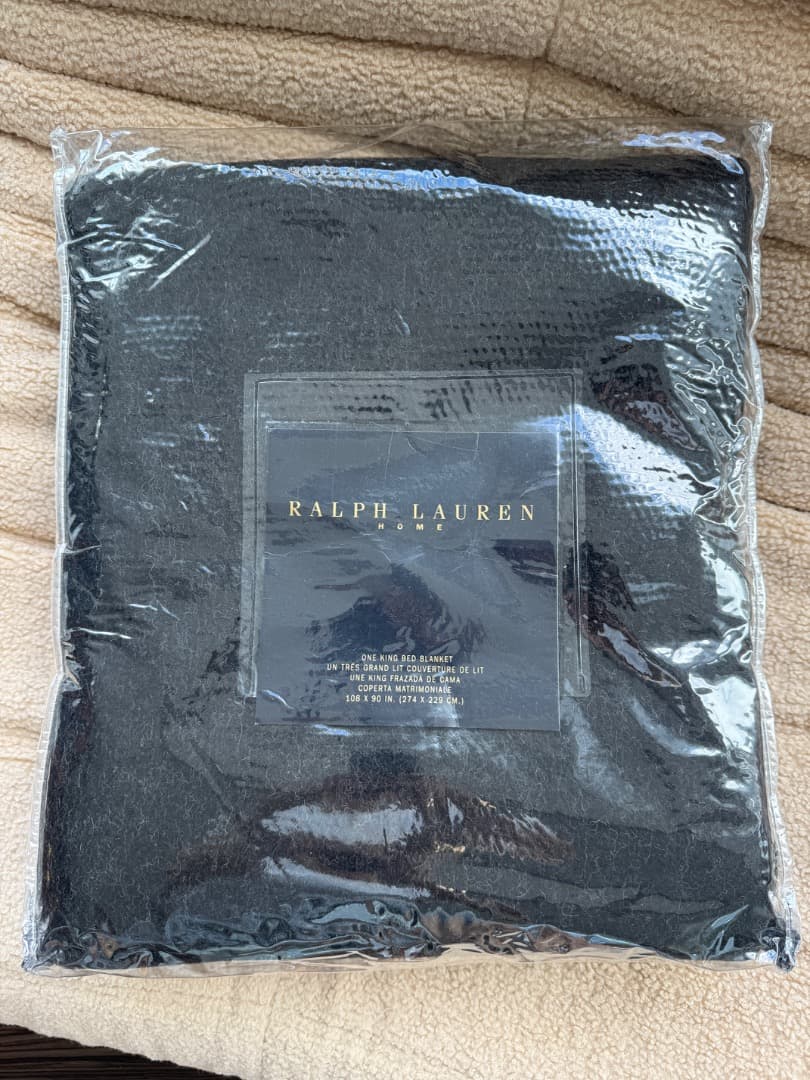 RALPH LAUREN
HOME
ONE KING BED BLANKET
UN TRÉS GRAND LIT COUVERTURE DE LIT
UNE KING FRAZADA DE CAMA
COPERTA MATRIMONIALE
108 X 90 IN. (274 X 229 CM.)